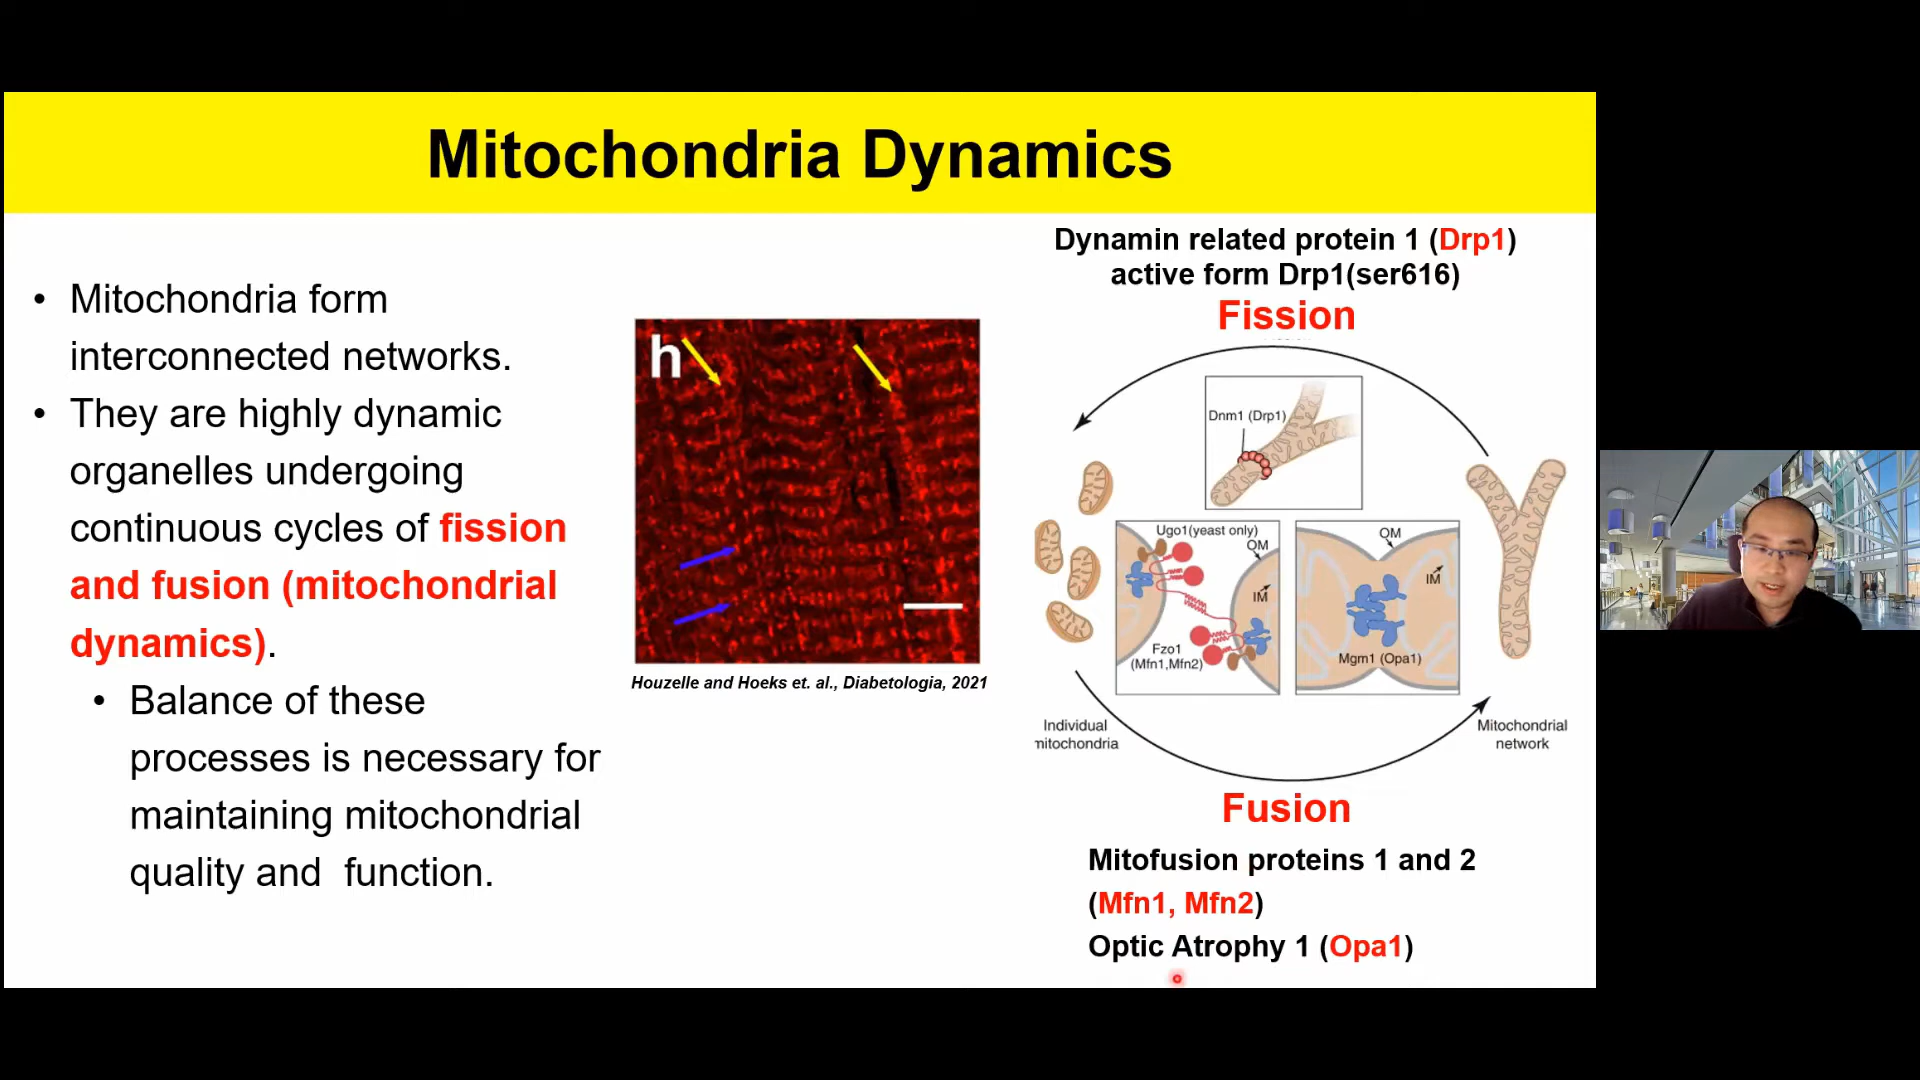 Mitochondria Dynamics
• Mitochondria form
interconnected networks.
• They are highly dynamic
organelles undergoing
continuous cycles of fission
and fusion (mitochondrial
dynamics).
• Balance of these
processes is necessary for
maintaining mitochondrial
quality and function.
h
Houzelle and Hoeks et. al., Diabetologia, 2021
Dynamin related protein 1 (Drp1)
active form Drp1(ser616)
Fission
Dnm1 (Drp1)
Ugo1(yeast only)
OM
IM
Fzo1
(Mfn1,Mfn2)
OM
IM
Mgm1 (Opa1)
Individual
mitochondria
Mitochondrial
network
Fusion
Mitofusion proteins 1 and 2
(Mfn1, Mfn2)
Optic Atrophy 1 (Opa1)